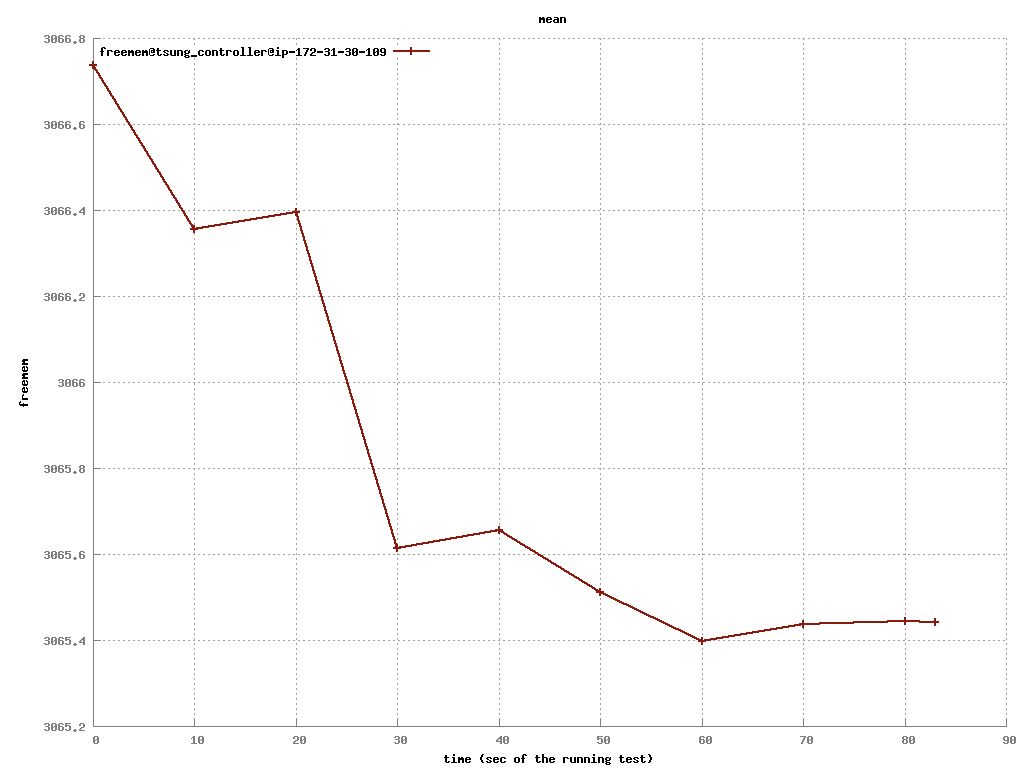 mean
freemem@tsung_controller@ip-172-31-30-109
3066.8
3066.6
3066.4
3066.2
3066
3065.8
3065.6
3065.4
3065.2
freemem
0 10 20 30 40 50 60 70 80 90
time (sec of the running test)